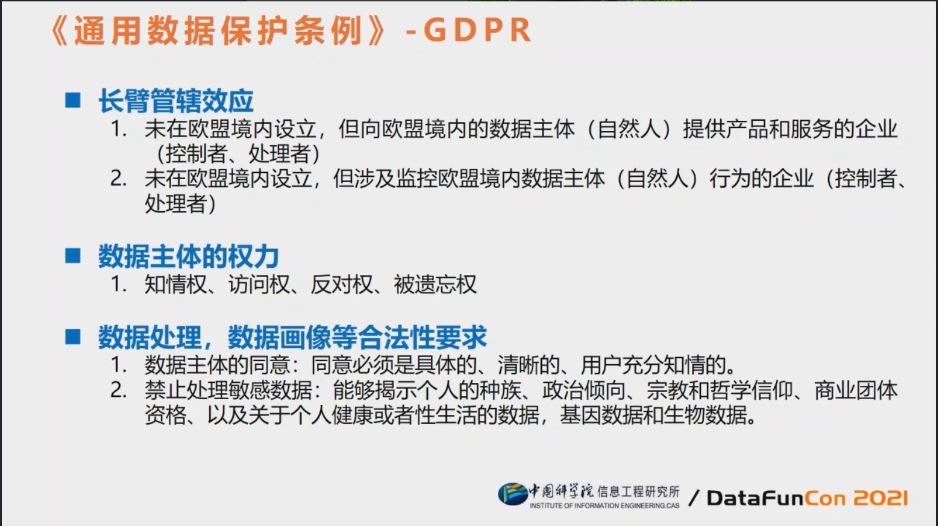 《通用数据保护条例》-GDPR
■ 长臂管辖效应
1. 未在欧盟境内设立，但向欧盟境内的数据主体（自然人）提供产品和服务的企业
（控制者、处理者）
2. 未在欧盟境内设立，但涉及监控欧盟境内数据主体（自然人）行为的企业（控制者、
处理者）
■ 数据主体的权力
1. 知情权、访问权、反对权、被遗忘权
■ 数据处理，数据画像等合法性要求
1. 数据主体的同意：同意必须是具体的、清晰的、用户充分知情的。
2. 禁止处理敏感数据：能够揭示个人的种族、政治倾向、宗教和哲学信仰、商业团体
资格、以及关于个人健康或者性生活的数据，基因数据和生物数据。
中国科学院 信息工程研究所
INSTITUTE OF INFORMATION ENGINEERING,CAS
/ DataFunCon 2021